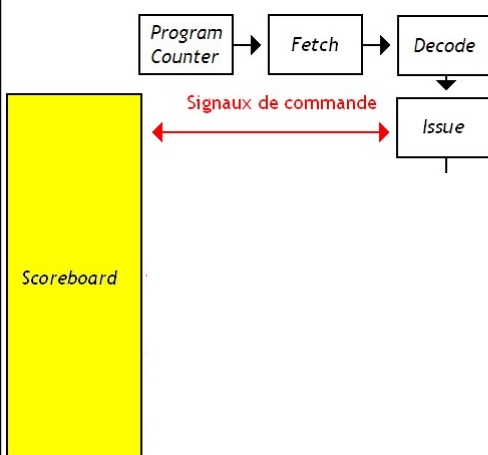 Program
Counter
Fetch
Decode
Signaux de commande
Issue
Scoreboard